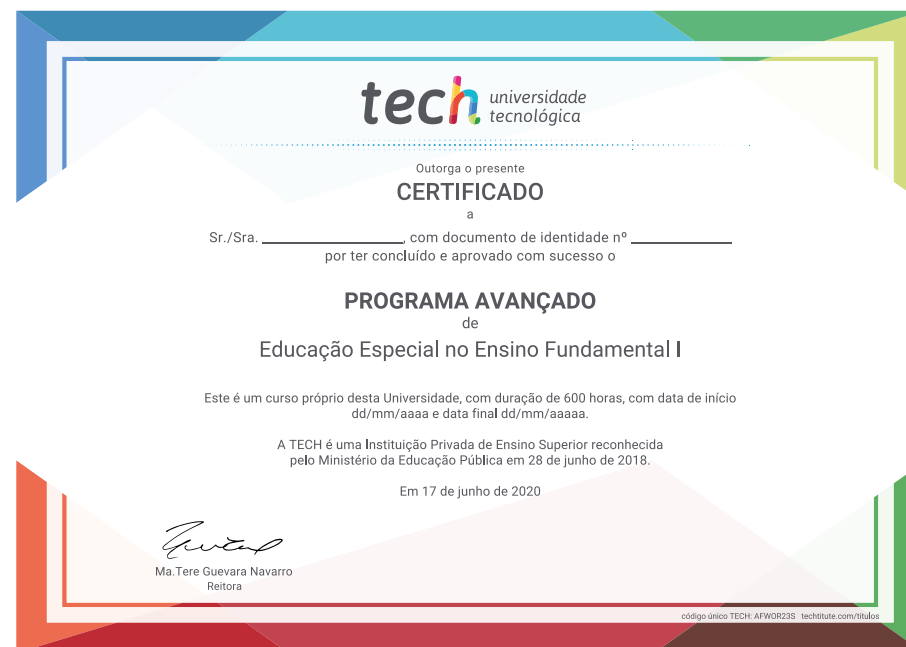 tech universidade
tecnológica
Outorga o presente
CERTIFICADO
a
Sr./Sra. ________________, com documento de identidade nº ____________
por ter concluído e aprovado com sucesso o
PROGRAMA AVANÇADO
de
Educação Especial no Ensino Fundamental I
Este é um curso próprio desta Universidade, com duração de 600 horas, com data de início
dd/mm/aaaa e data final dd/mm/aaaaa.
A TECH é uma Instituição Privada de Ensino Superior reconhecida
pelo Ministério da Educação Pública em 28 de junho de 2018.
Em 17 de junho de 2020
Ma.Tere Guevara Navarro
Reitora
código único TECH: AFWOR23S techtitute.com/titulos